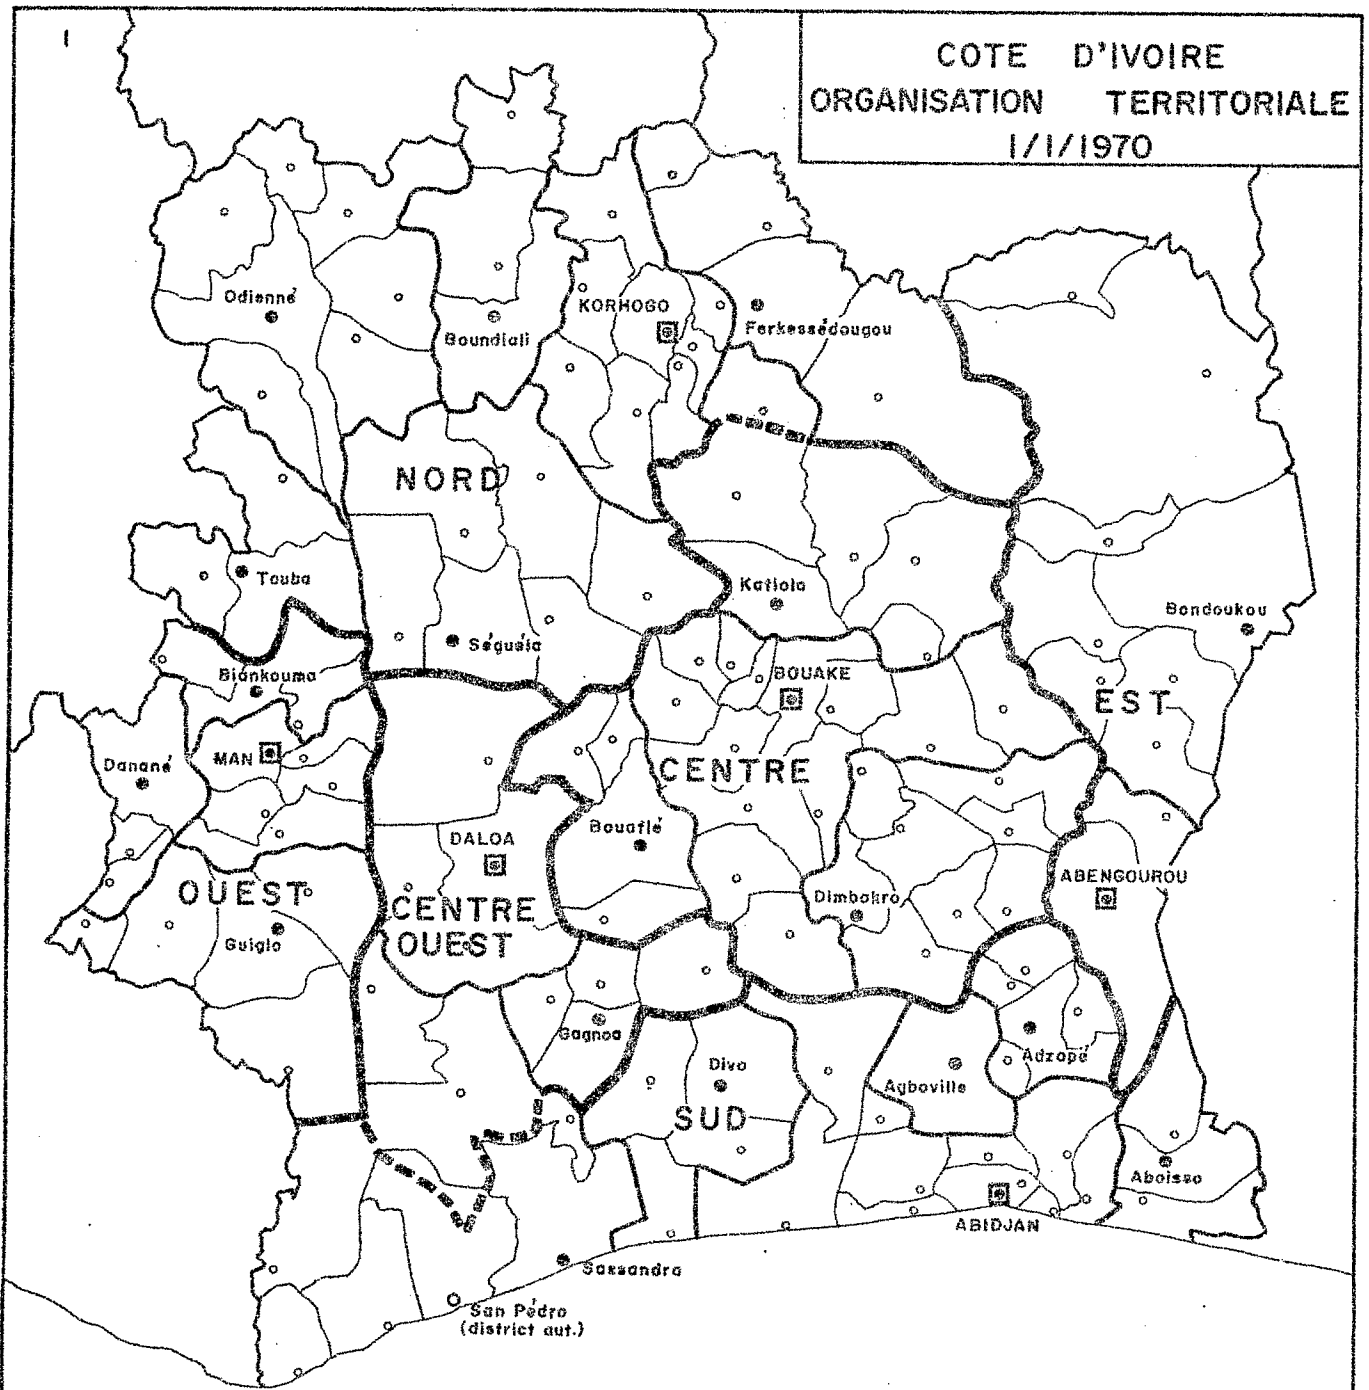 I
COTE D'IVOIRE
ORGANISATION TERRITORIALE
1/1/1970
Odienné
Boundiali
KORHOGO
Ferkessédougou
NORD
Touba
Séguéla
Katiola
Bondoukou
Biankouma
BOUAKE
EST
MAN
Danané
CENTRE
DALOA
Bouaflé
ABENGOUROU
OUEST
CENTRE
OUEST
Dimbokro
Guiglo
Gagnoa
Divo
Agboville
Adzopé
SUD
Aboisso
ABIDJAN
Sassandra
San Pédro
(district aut.)